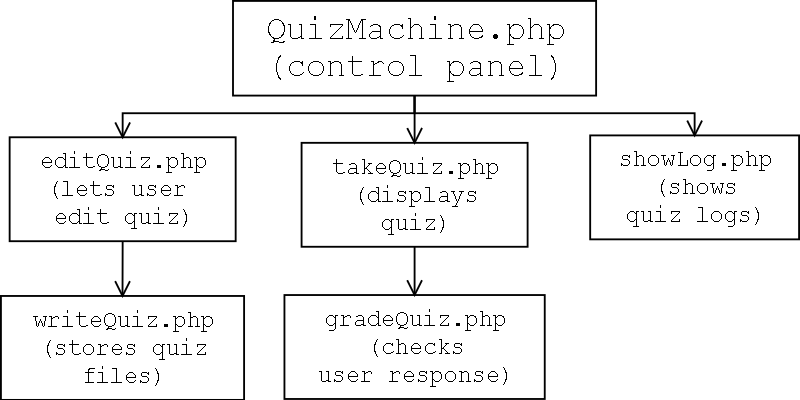 QuizMachine.php
(control panel)
editQuiz.php
(lets user
edit quiz)
takeQuiz.php
(displays
quiz)
showLog.php
(shows
quiz logs)
writeQuiz.php
(stores quiz
files)
gradeQuiz.php
(checks
user response)